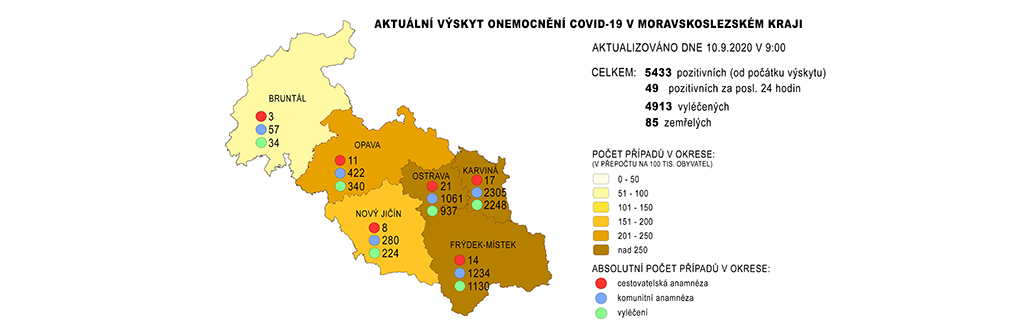 AKTUÁLNÍ VÝSKYT ONEMOCNĚNÍ COVID-19 V MORAVSKOSLEZSKÉM KRAJI
AKTUALIZOVÁNO DNE 10.9.2020 V 9:00
CELKEM: 5433 pozitivních (od počátku výskytu)
49 pozitivních za posl. 24 hodin
4913 vyléčených
85 zemřelých
BRUNTÁL
3
57
34
OPAVA
11
422
340
OSTRAVA
21
1061
937
KARVINÁ
17
2305
2248
NOVÝ JIČÍN
8
280
224
FRÝDEK-MÍSTEK
14
1234
1130
POČET PŘÍPADŮ V OKRESE:
(V PŘEPOČTU NA 100 TIS. OBYVATEL)
0 - 50
51 - 100
101 - 150
151 - 200
201 - 250
nad 250
ABSOLUTNÍ POČET PŘÍPADŮ V OKRESE:
cestovatelská anamnéza
komunitní anamnéza
vyléčení